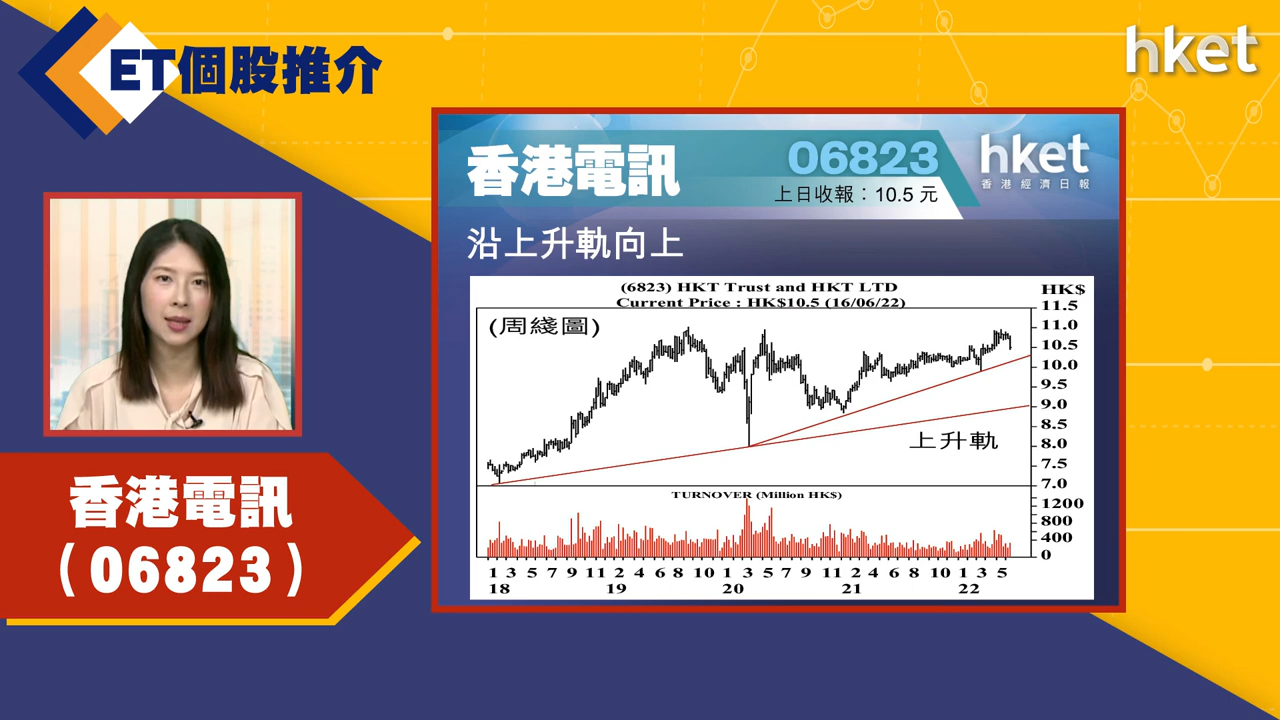 ET個股推介
hket
香港電訊
06823
hket
香港經濟日報
上日收報：10.5 元
沿上升軌向上
(6823) HKT Trust and HKT LTD
Current Price : HK$10.5 (16/06/22)
HK$
(周綫圖)
11.5
11.0
10.5
10.0
9.5
9.0
8.5
8.0
7.5
7.0
上升軌
TURNOVER (Million HK$)
1200
800
400
0
1 3 5 7 9 11 2 4 6 8 10 1 3 5 7 9 11 2 4 6 8 10 1 3 5
18 19 20 21 22
香港電訊
（06823）